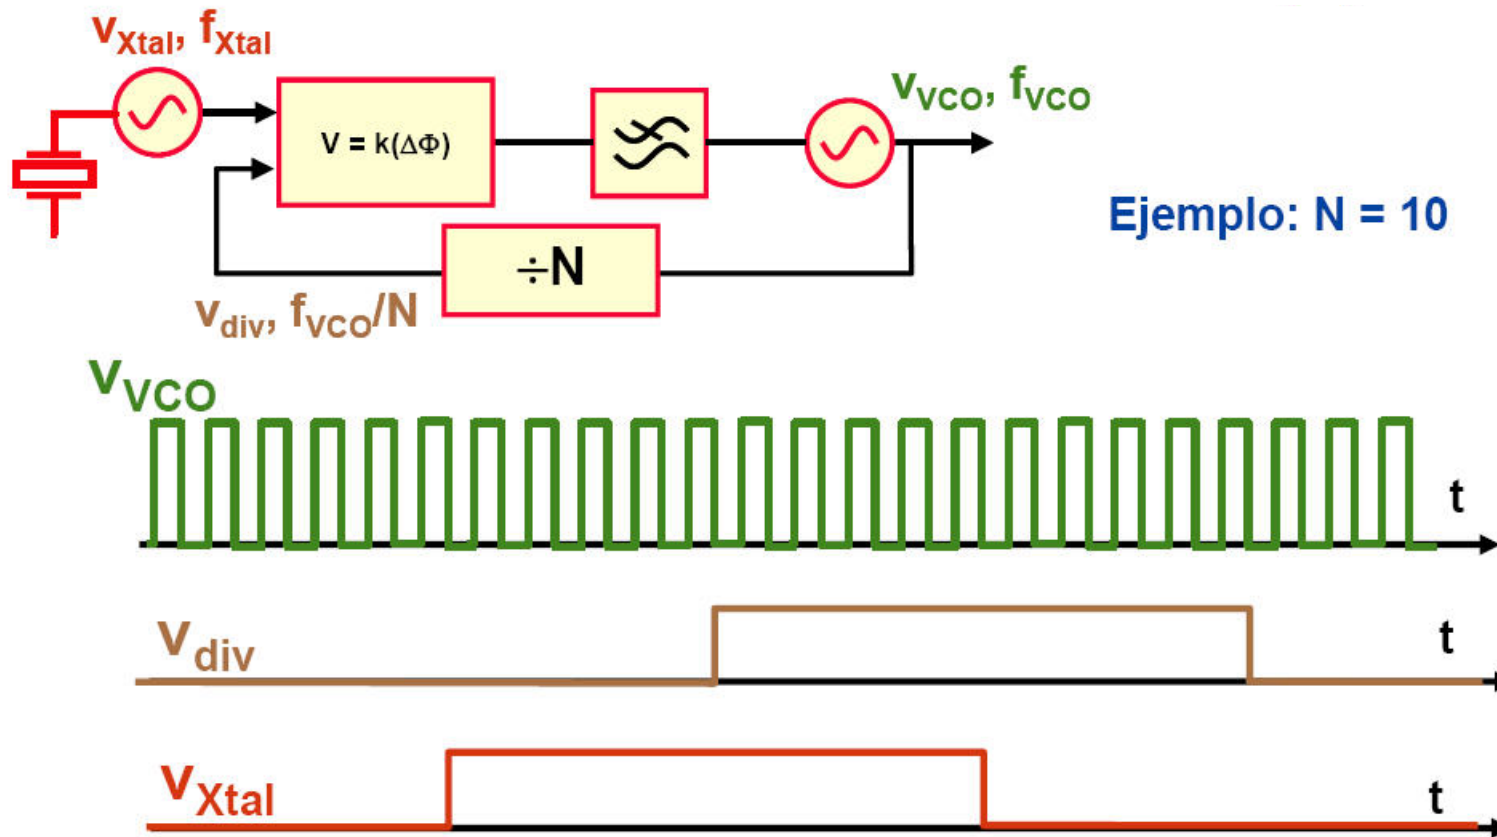 vXtal, fXtal
V = k(ΔΦ)
vVCO, fVCO
Ejemplo: N = 10
÷N
vdiv, fVCO/N
vVCO
t
vdiv
t
vXtal
t